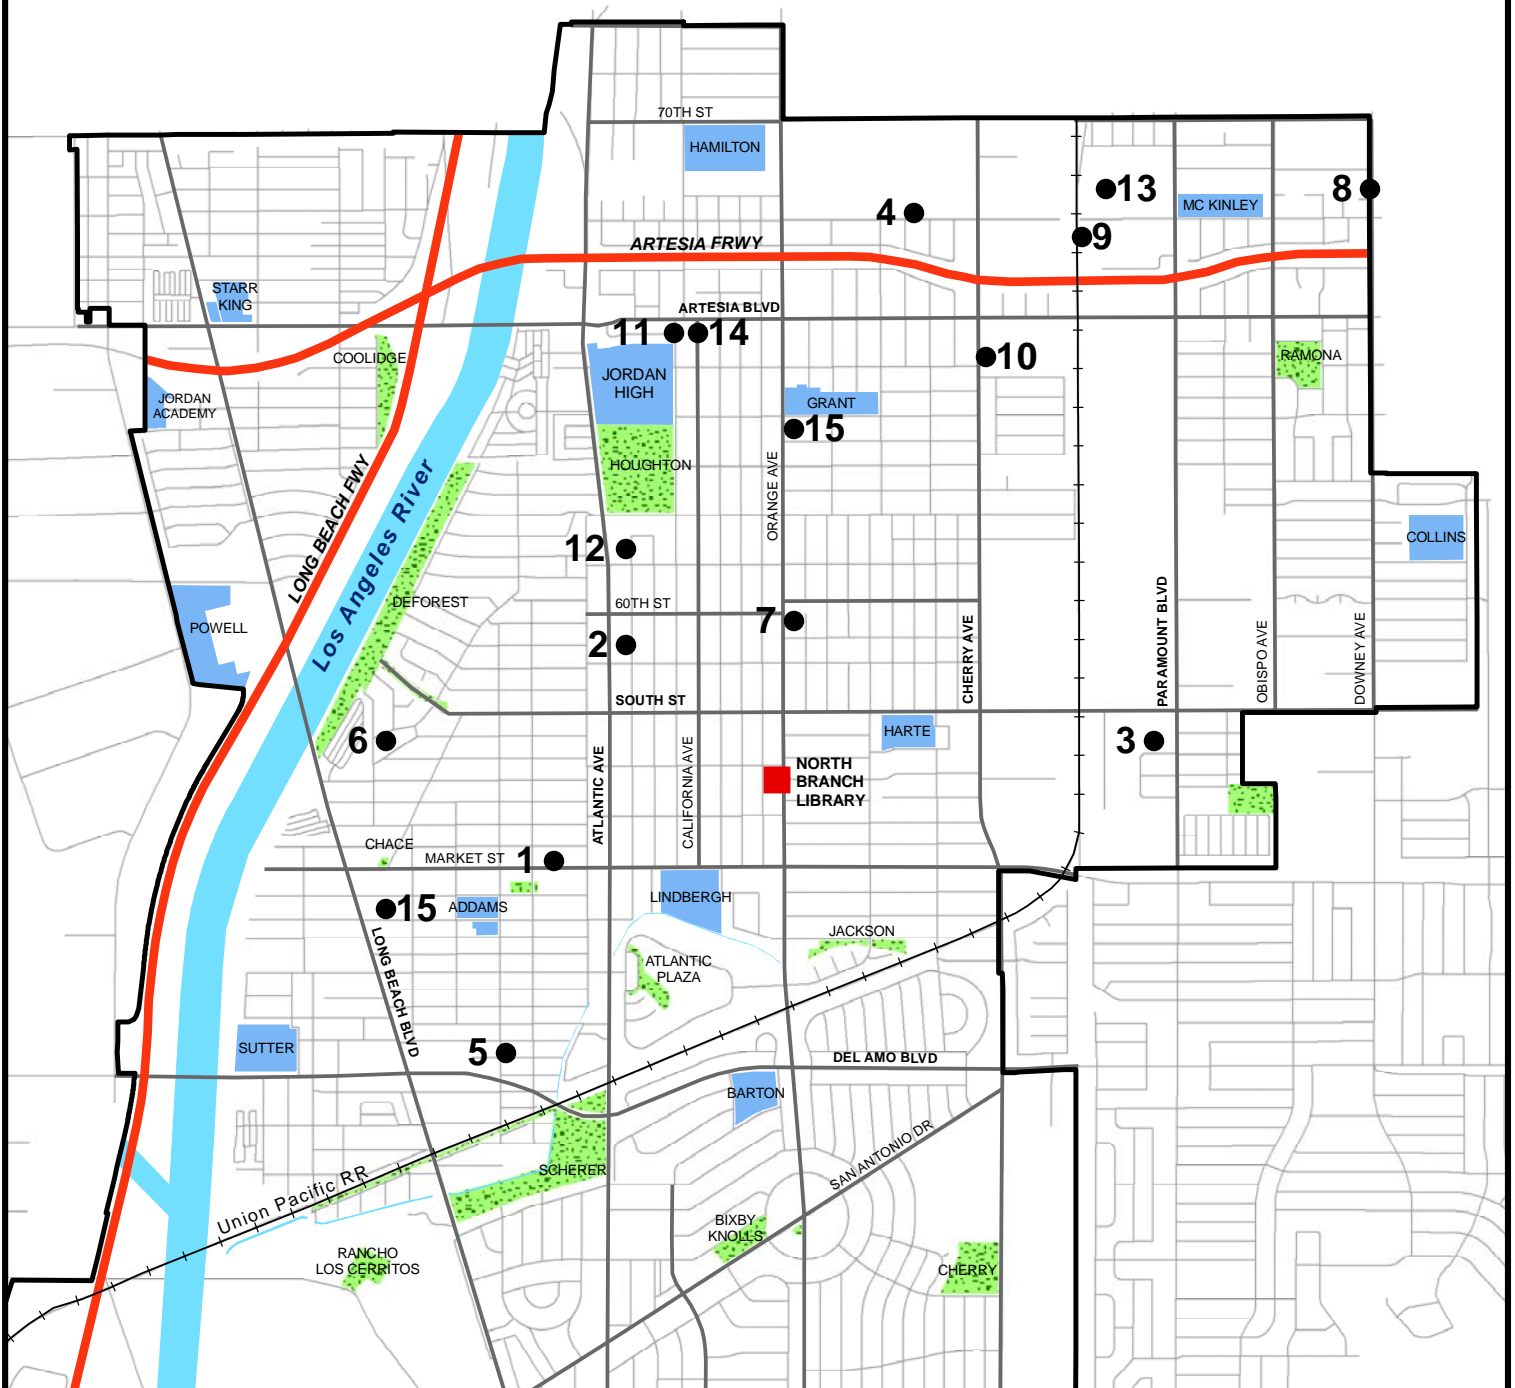 70TH ST
HAMILTON
13
8
MC KINLEY
4
9
ARTESIA FRWY
STARR
KING
ARTESIA BLVD
11
14
COOLIDGE
10
RAMONA
JORDAN
HIGH
JORDAN
ACADEMY
GRANT
15
HOUGHTON
ORANGE AVE
LONG BEACH FWY
Los Angeles River
COLLINS
12
DEFOREST
60TH ST
POWELL
7
2
CHERRY AVE
PARAMOUNT BLVD
OBISPO AVE
DOWNEY AVE
SOUTH ST
HARTE
6
3
ATLANTIC AVE
CALIFORNIA AVE
NORTH
BRANCH
LIBRARY
CHACE
MARKET ST
1
LINDBERGH
15
ADDAMS
JACKSON
LONG BEACH BLVD
ATLANTIC
PLAZA
SUTTER
5
DEL AMO BLVD
BARTON
SAN ANTONIO DR
SCHERER
Union Pacific RR
BIXBY
KNOLLS
RANCHO
LOS CERRITOS
CHERRY